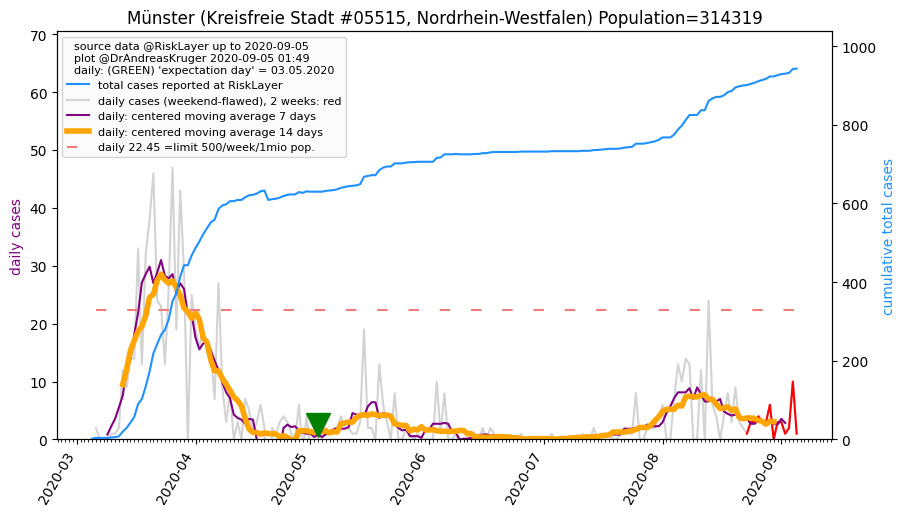 Münster (Kreisfreie Stadt #05515, Nordrhein-Westfalen) Population=314319
source data @RiskLayer up to 2020-09-05
plot @DrAndreasKruger 2020-09-05 01:49
daily: (GREEN) 'expectation day' = 03.05.2020
total cases reported at RiskLayer
daily cases (weekend-flawed), 2 weeks: red
daily: centered moving average 7 days
daily: centered moving average 14 days
daily 22.45 =limit 500/week/1mio pop.
daily cases
70
60
50
40
30
20
10
0
1000
800
600
400
200
0
cumulative total cases
2020-03
2020-04
2020-05
2020-06
2020-07
2020-08
2020-09